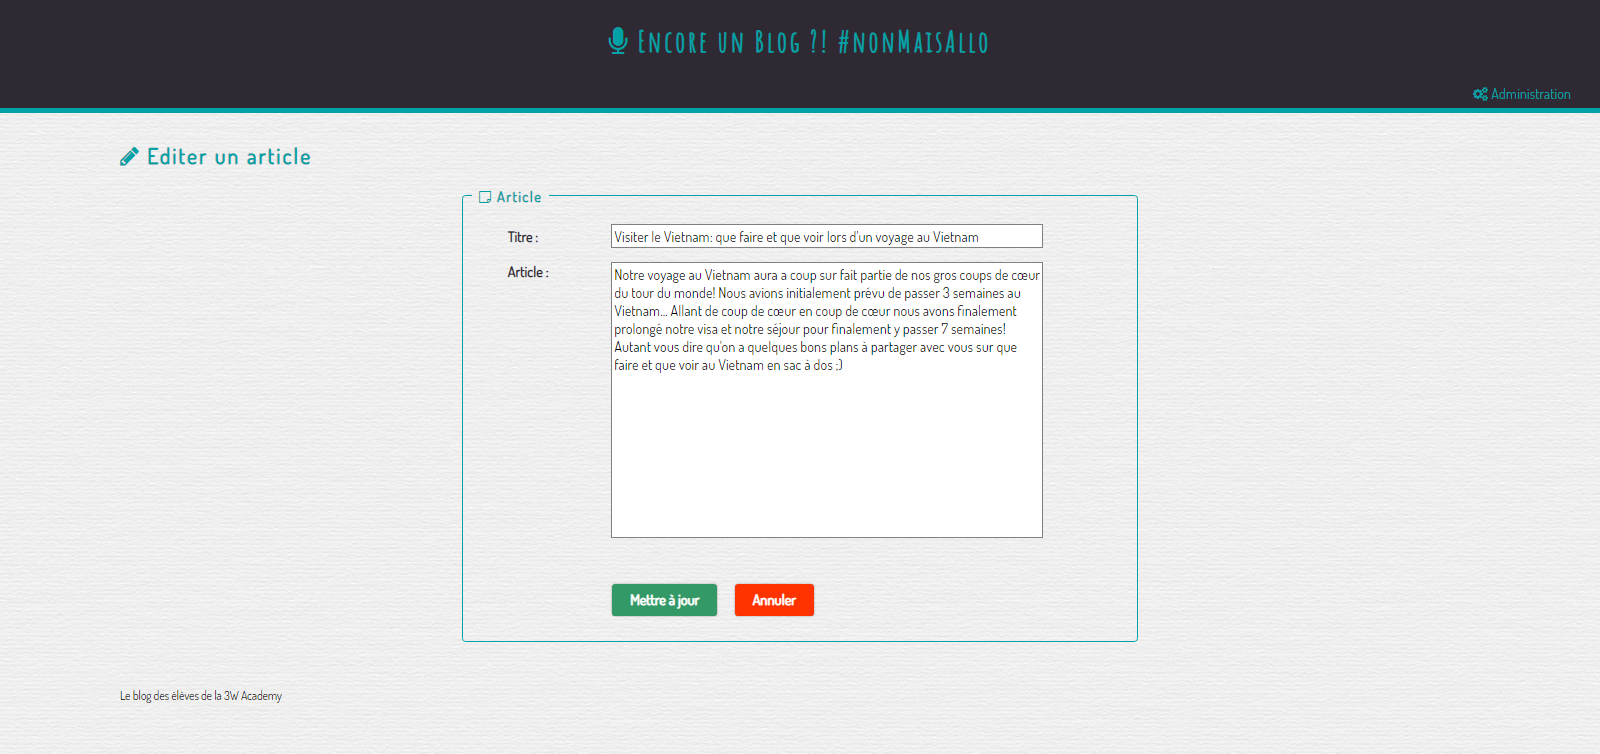 Encore un Blog ?! #nonMaisAllo
Administration
Editer un article
Article
Titre :
Visiter le Vietnam: que faire et que voir lors d'un voyage au Vietnam
Article :
Notre voyage au Vietnam aura a coup sur fait partie de nos gros coups de cœur
du tour du monde! Nous avions initialement prévu de passer 3 semaines au
Vietnam... Allant de coup de cœur en coup de cœur nous avons finalement
prolongé notre visa et notre séjour pour finalement y passer 7 semaines!
Autant vous dire qu'on a quelques bons plans à partager avec vous sur que
faire et que voir au Vietnam en sac à dos ;)
Mettre à jour
Annuler
Le blog des élèves de la 3W Academy